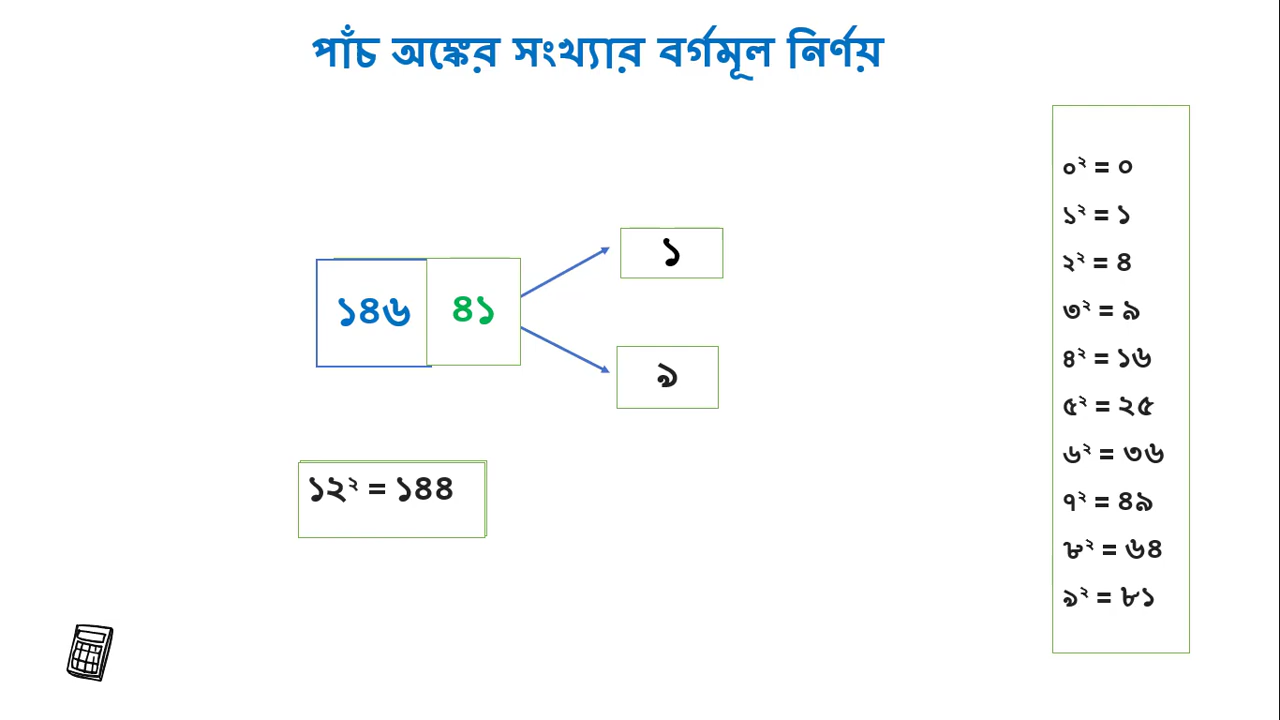 পাঁচ অঙ্কের সংখ্যার বর্গমূল নির্ণয়
১৪৬ ৪১
১
৯
১২² = ১৪৪
০² = ০
১² = ১
২² = ৪
৩² = ৯
৪² = ১৬
৫² = ২৫
৬² = ৩৬
৭² = ৪৯
৮² = ৬৪
৯² = ৮১